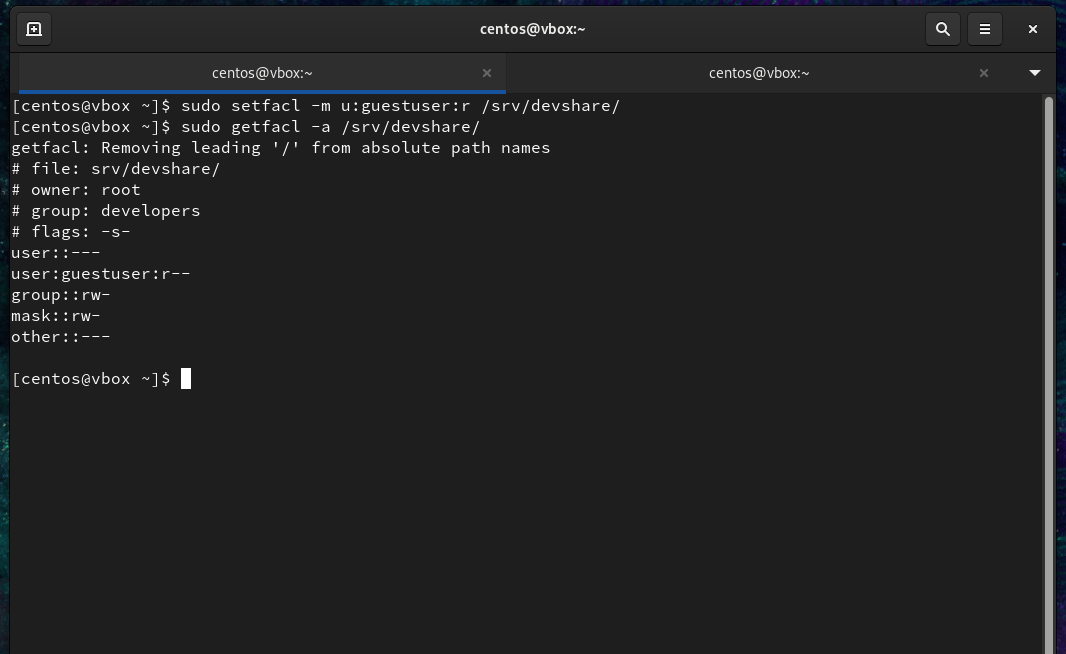 centos@vbox:~
centos@vbox:~
centos@vbox:~
[centos@vbox ~]$ sudo setfacl -m u:guestuser:r /srv/devshare/
[centos@vbox ~]$ sudo getfacl -a /srv/devshare/
getfacl: Removing leading '/' from absolute path names
# file: srv/devshare/
# owner: root
# group: developers
# flags: -s-
user::---
user:guestuser:r--
group::rw-
mask::rw-
other::---
[centos@vbox ~]$